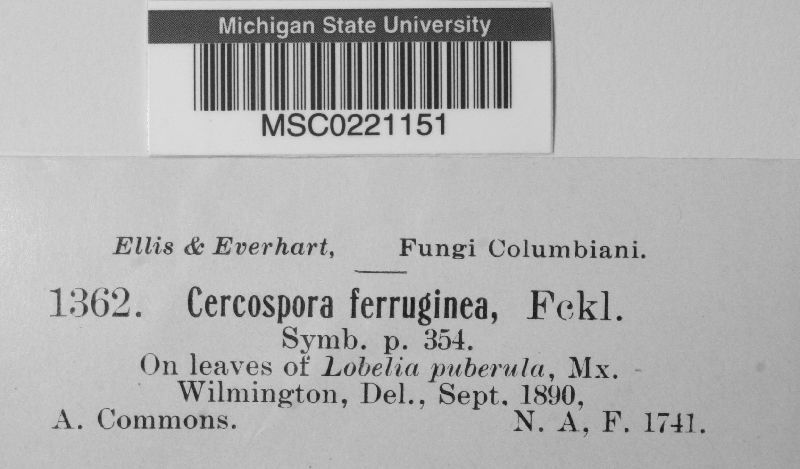 Michigan State University
MSC0221151
Ellis & Everhart, Fungi Columbiani.
1362. Cercospora ferruginea, Fckl.
Symb. p. 354.
On leaves of Lobelia puberula, Mx.
Wilmington, Del., Sept. 1890,
A. Commons. N. A, F. 1741.